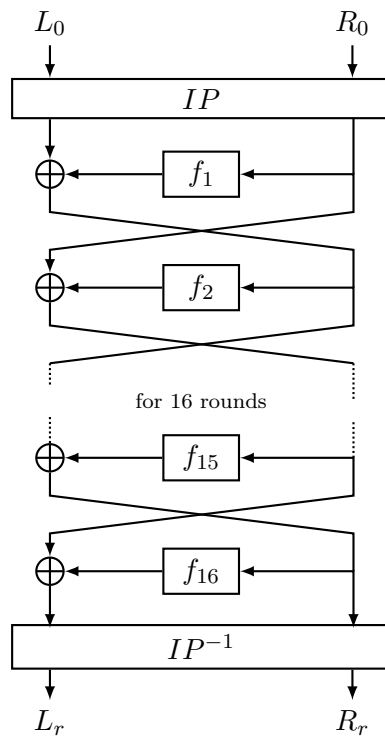 L₀ R₀
IP
f₁
f₂
for 16 rounds
f₁₅
f₁₆
IP⁻¹
Lᵣ Rᵣ